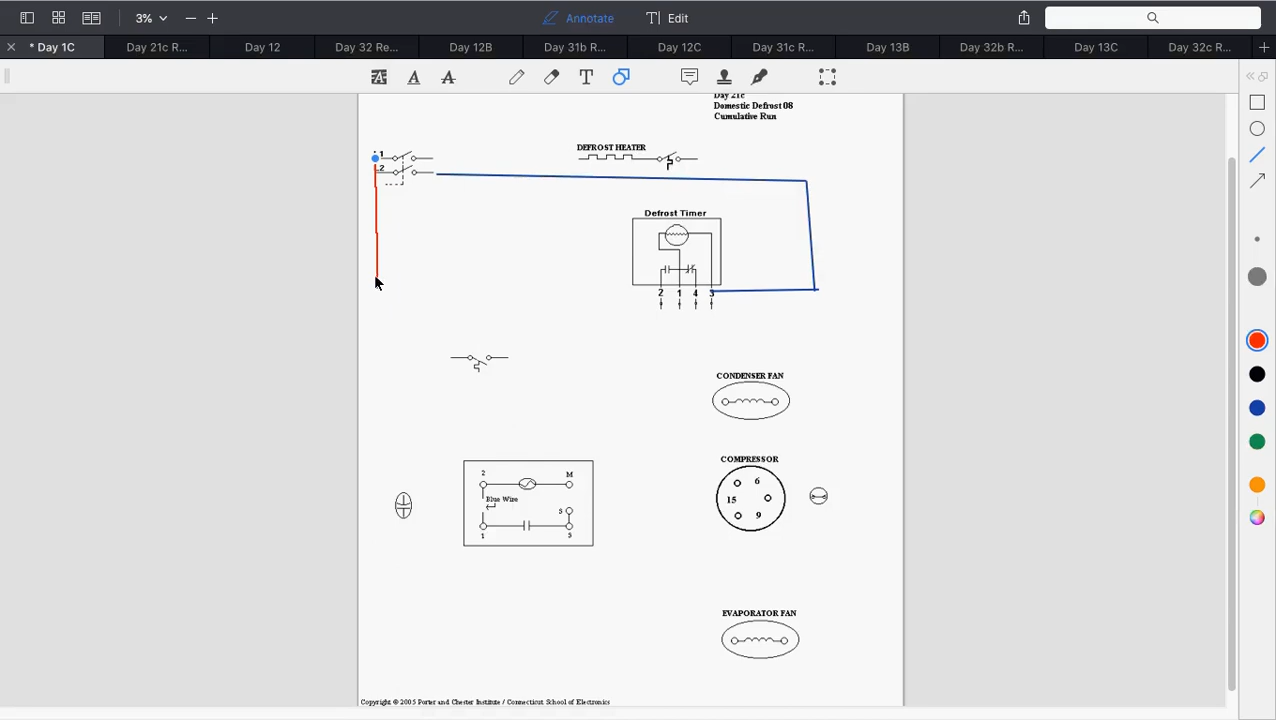 3%
Annotate
Edit
* Day 1C
Day 21c R...
Day 12
Day 32 Re...
Day 12B
Day 31b R...
Day 12C
Day 31c R...
Day 13B
Day 32b R...
Day 13C
Day 32c R...
Day 21c
Domestic Defrost 08
Cumulative Run
1
2
DEFROST HEATER
Defrost Timer
2 1 4 3
CONDENSER FAN
COMPRESSOR
2 M
Blue Wire
S
1 3
6
15
9
EVAPORATOR FAN
Copyright © 2005 Porter and Chester Institute / Connecticut School of Electronics